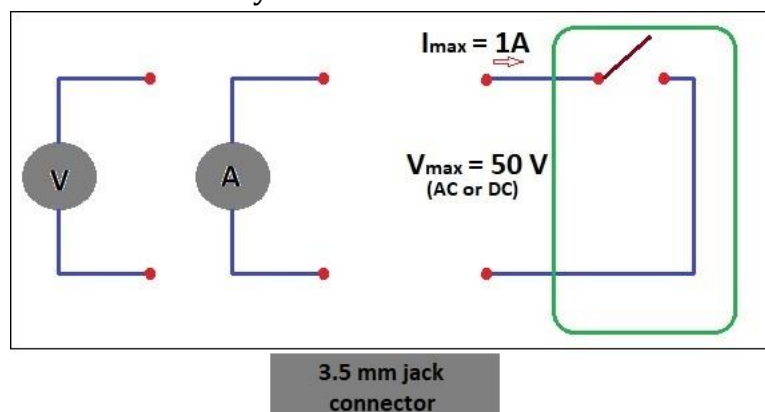 Imax = 1A
V
A
Vmax = 50 V
(AC or DC)
3.5 mm jack
connector